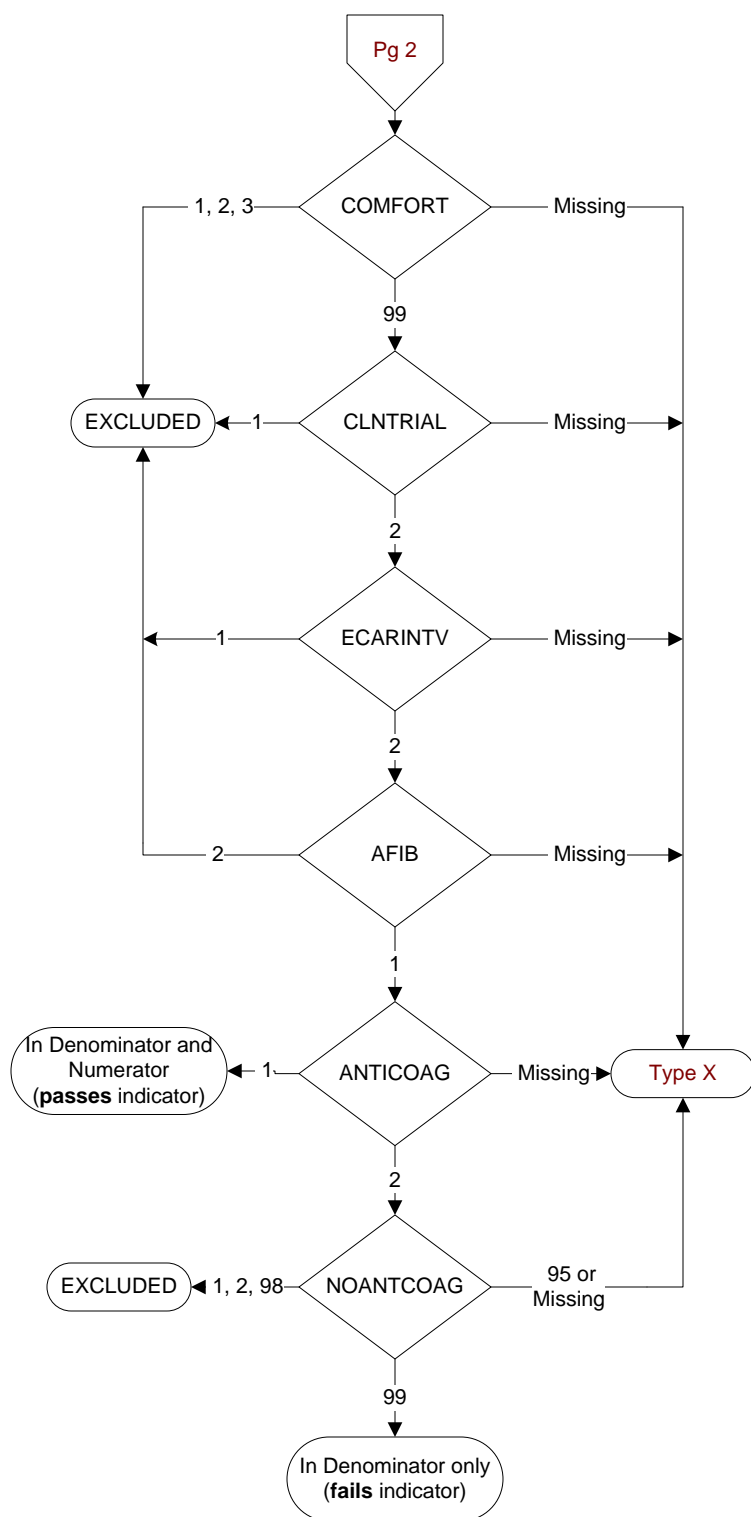 Pg 2
1, 2, 3
COMFORT
Missing
99
EXCLUDED
1
CLNTRIAL
Missing
2
1
ECARINTV
Missing
2
2
AFIB
Missing
1
In Denominator and
Numerator
(passes indicator)
1
ANTICOAG
Missing
Type X
2
EXCLUDED
1, 2, 98
NOANTCOAG
95 or
Missing
99
In Denominator only
(fails indicator)